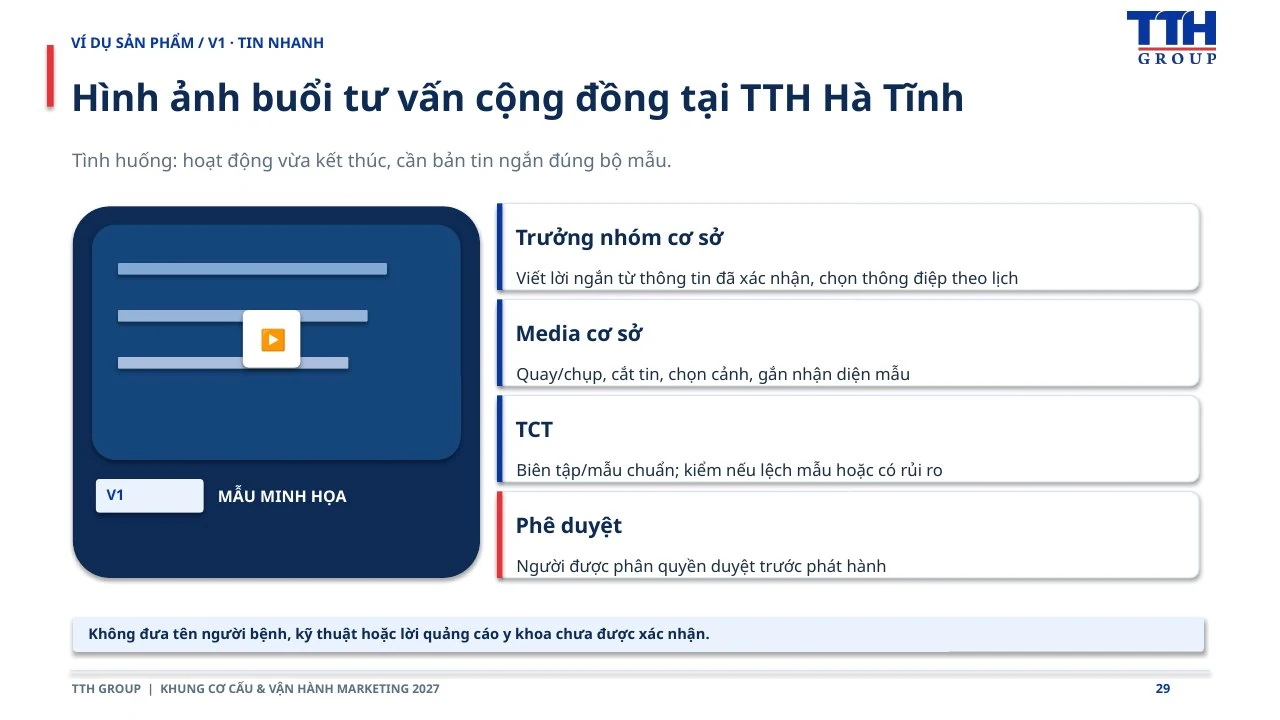 VÍ DỤ SẢN PHẨM / V1 · TIN NHANH
TTH
GROUP
Hình ảnh buổi tư vấn cộng đồng tại TTH Hà Tĩnh
Tình huống: hoạt động vừa kết thúc, cần bản tin ngắn đúng bộ mẫu.
V1
MẪU MINH HỌA
Trưởng nhóm cơ sở
Viết lời ngắn từ thông tin đã xác nhận, chọn thông điệp theo lịch
Media cơ sở
Quay/chụp, cắt tin, chọn cảnh, gắn nhận diện mẫu
TCT
Biên tập/mẫu chuẩn; kiểm nếu lệch mẫu hoặc có rủi ro
Phê duyệt
Người được phân quyền duyệt trước phát hành
Không đưa tên người bệnh, kỹ thuật hoặc lời quảng cáo y khoa chưa được xác nhận.
TTH GROUP | KHUNG CƠ CẤU & VẬN HÀNH MARKETING 2027
29